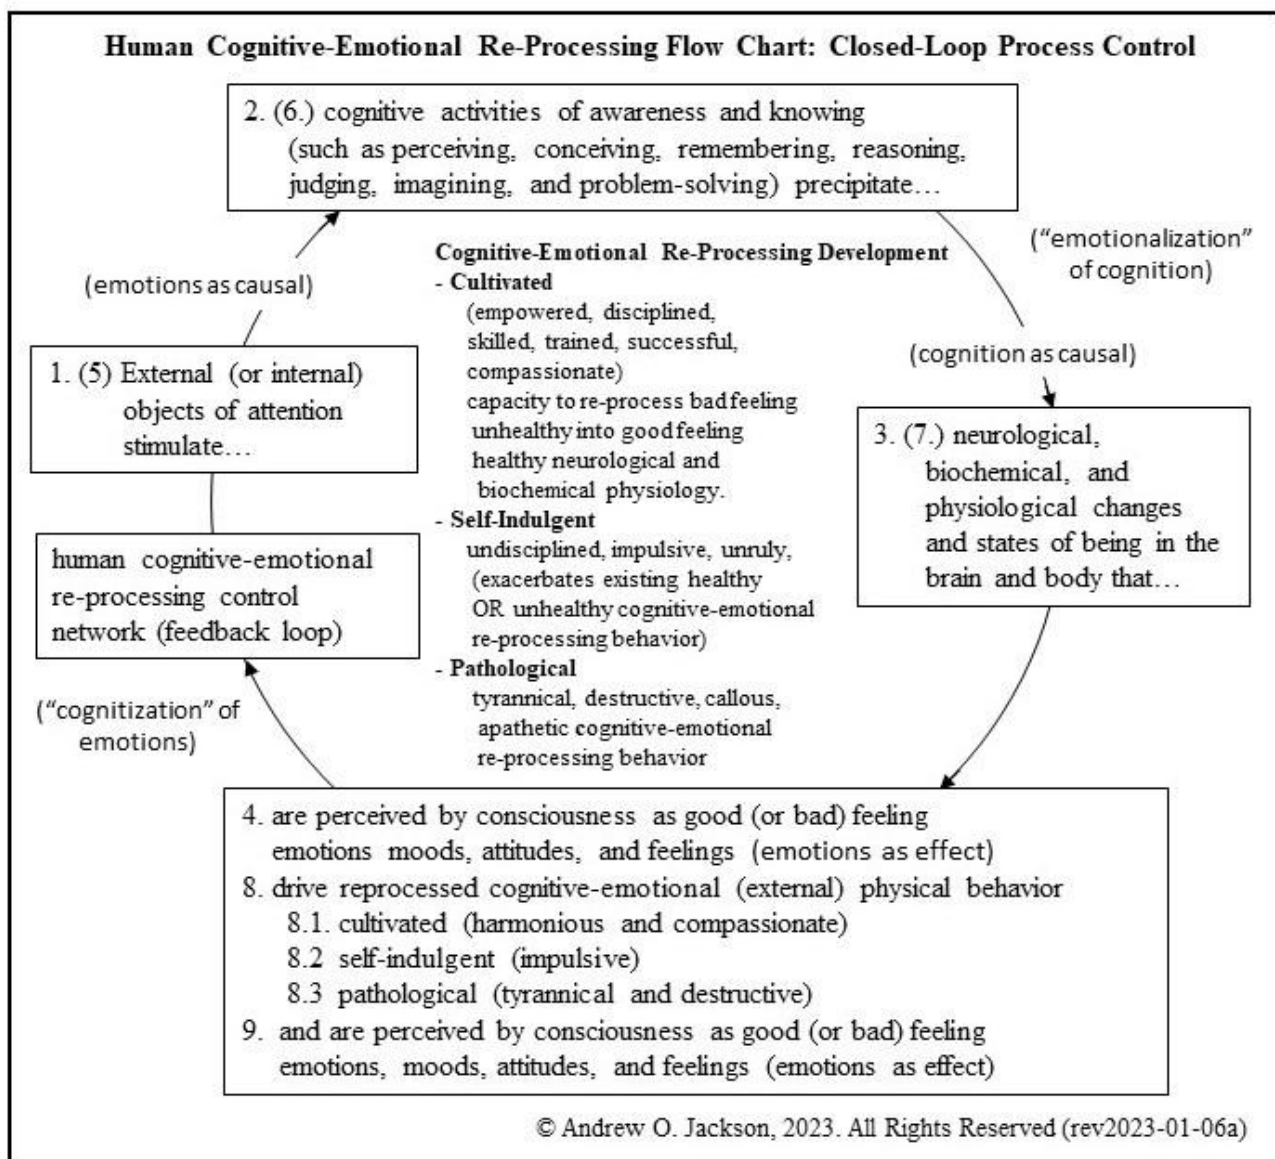 Human Cognitive-Emotional Re-Processing Flow Chart: Closed-Loop Process Control
2. (6.) cognitive activities of awareness and knowing
(such as perceiving, conceiving, remembering, reasoning,
judging, imagining, and problem-solving) precipitate…
(“emotionalization”
of cognition)
(emotions as causal)
(cognition as causal)
1. (5) External (or internal)
objects of attention
stimulate…
Cognitive-Emotional Re-Processing Development
- Cultivated
(empowered, disciplined,
skilled, trained, successful,
compassionate)
capacity to re-process bad feeling
unhealthy into good feeling
healthy neurological and
biochemical physiology.
- Self-Indulgent
undisciplined, impulsive, unruly,
(exacerbates existing healthy
OR unhealthy cognitive-emotional
re-processing behavior)
- Pathological
tyrannical, destructive, callous,
apathetic cognitive-emotional
re-processing behavior
3. (7.) neurological,
biochemical, and
physiological changes
and states of being in the
brain and body that…
human cognitive-emotional
re-processing control
network (feedback loop)
(“cognitization” of
emotions)
4. are perceived by consciousness as good (or bad) feeling
emotions moods, attitudes, and feelings (emotions as effect)
8. drive reprocessed cognitive-emotional (external) physical behavior
8.1. cultivated (harmonious and compassionate)
8.2 self-indulgent (impulsive)
8.3 pathological (tyrannical and destructive)
9. and are perceived by consciousness as good (or bad) feeling
emotions, moods, attitudes, and feelings (emotions as effect)
© Andrew O. Jackson, 2023. All Rights Reserved (rev2023-01-06a)